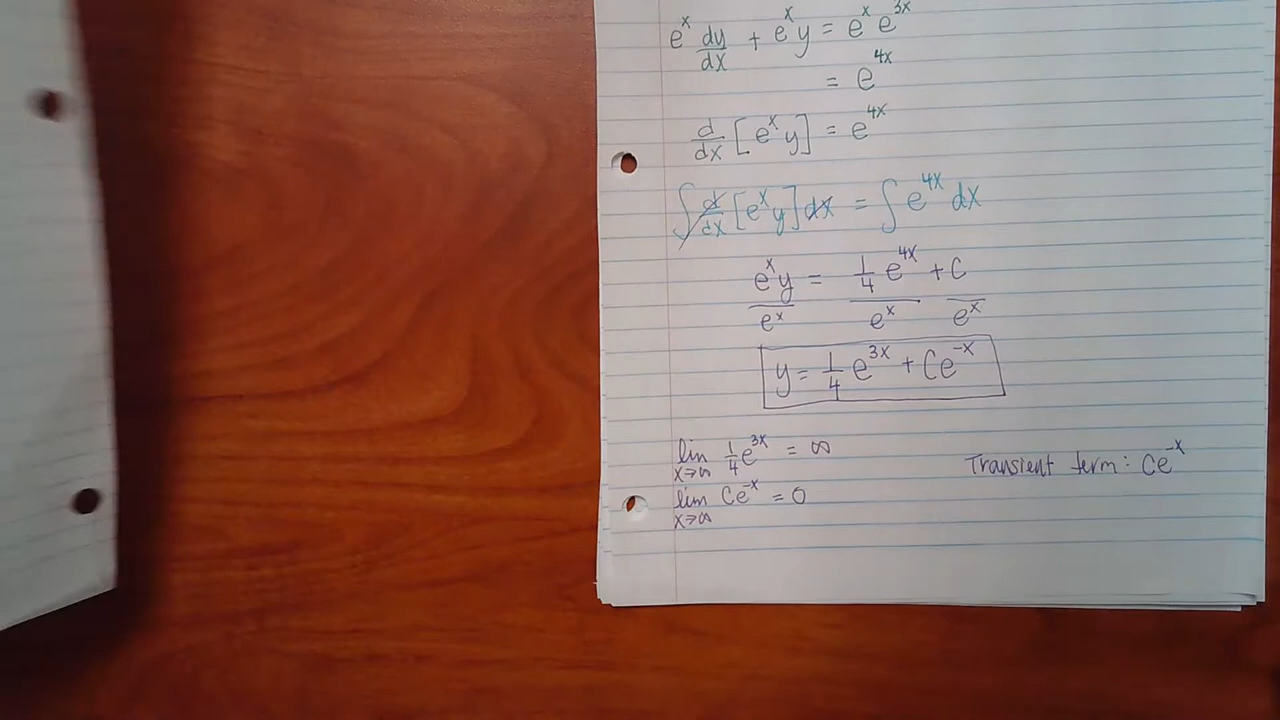 e^x dy/dx + e^x y = e^x e^3x
= e^4x
d/dx [e^x y] = e^4x
∫ d/dx [e^x y] dx = ∫ e^4x dx
e^x y / e^x = 1/4 e^4x / e^x + C / e^x
y = 1/4 e^3x + Ce^-x
lim x→∞ 1/4 e^3x = ∞
Transient term: Ce^-x
lim x→∞ Ce^-x = 0